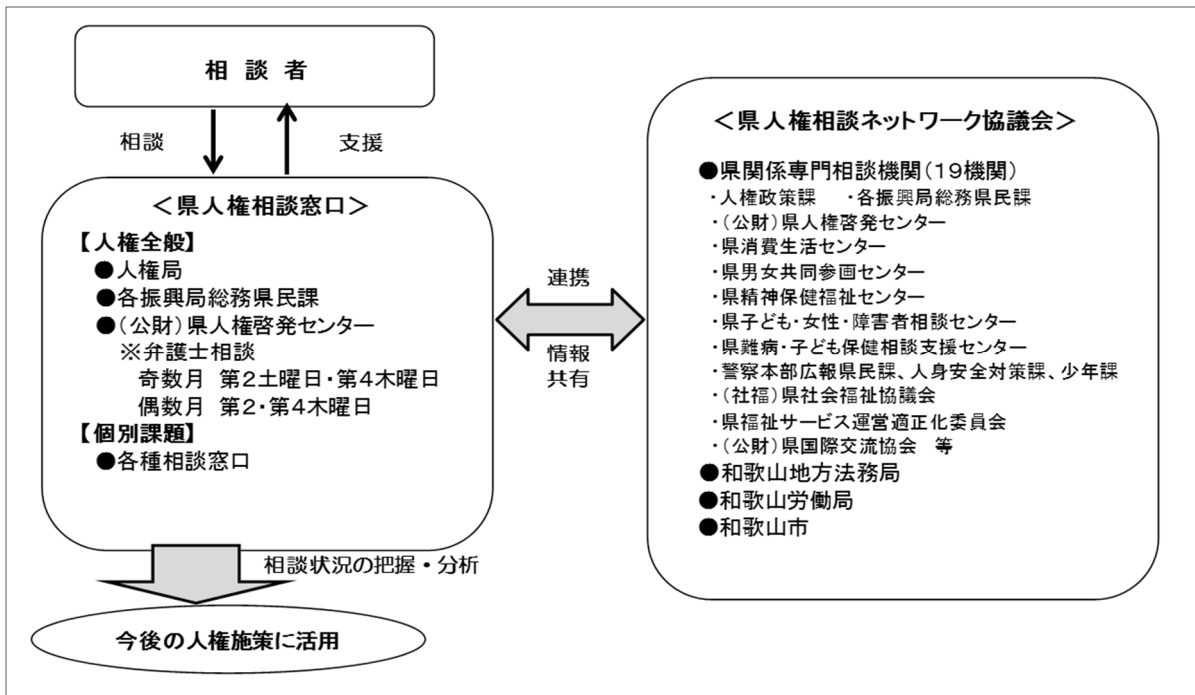 相 談 者
相談
支援
＜県人権相談窓口＞
【人権全般】
●人権局
●各振興局総務県民課
●(公財)県人権啓発センター
※弁護士相談
奇数月 第２土曜日・第４木曜日
偶数月 第２・第４木曜日
【個別課題】
●各種相談窓口
相談状況の把握・分析
今後の人権施策に活用
連携
情報
共有
＜県人権相談ネットワーク協議会＞
●県関係専門相談機関(１９機関)
・人権政策課 ・各振興局総務県民課
・(公財)県人権啓発センター
・県消費生活センター
・県男女共同参画センター
・県精神保健福祉センター
・県子ども・女性・障害者相談センター
・県難病・子ども保健相談支援センター
・警察本部広報県民課、人身安全対策課、少年課
・(社福)県社会福祉協議会
・県福祉サービス運営適正化委員会
・(公財)県国際交流協会 等
●和歌山地方法務局
●和歌山労働局
●和歌山市